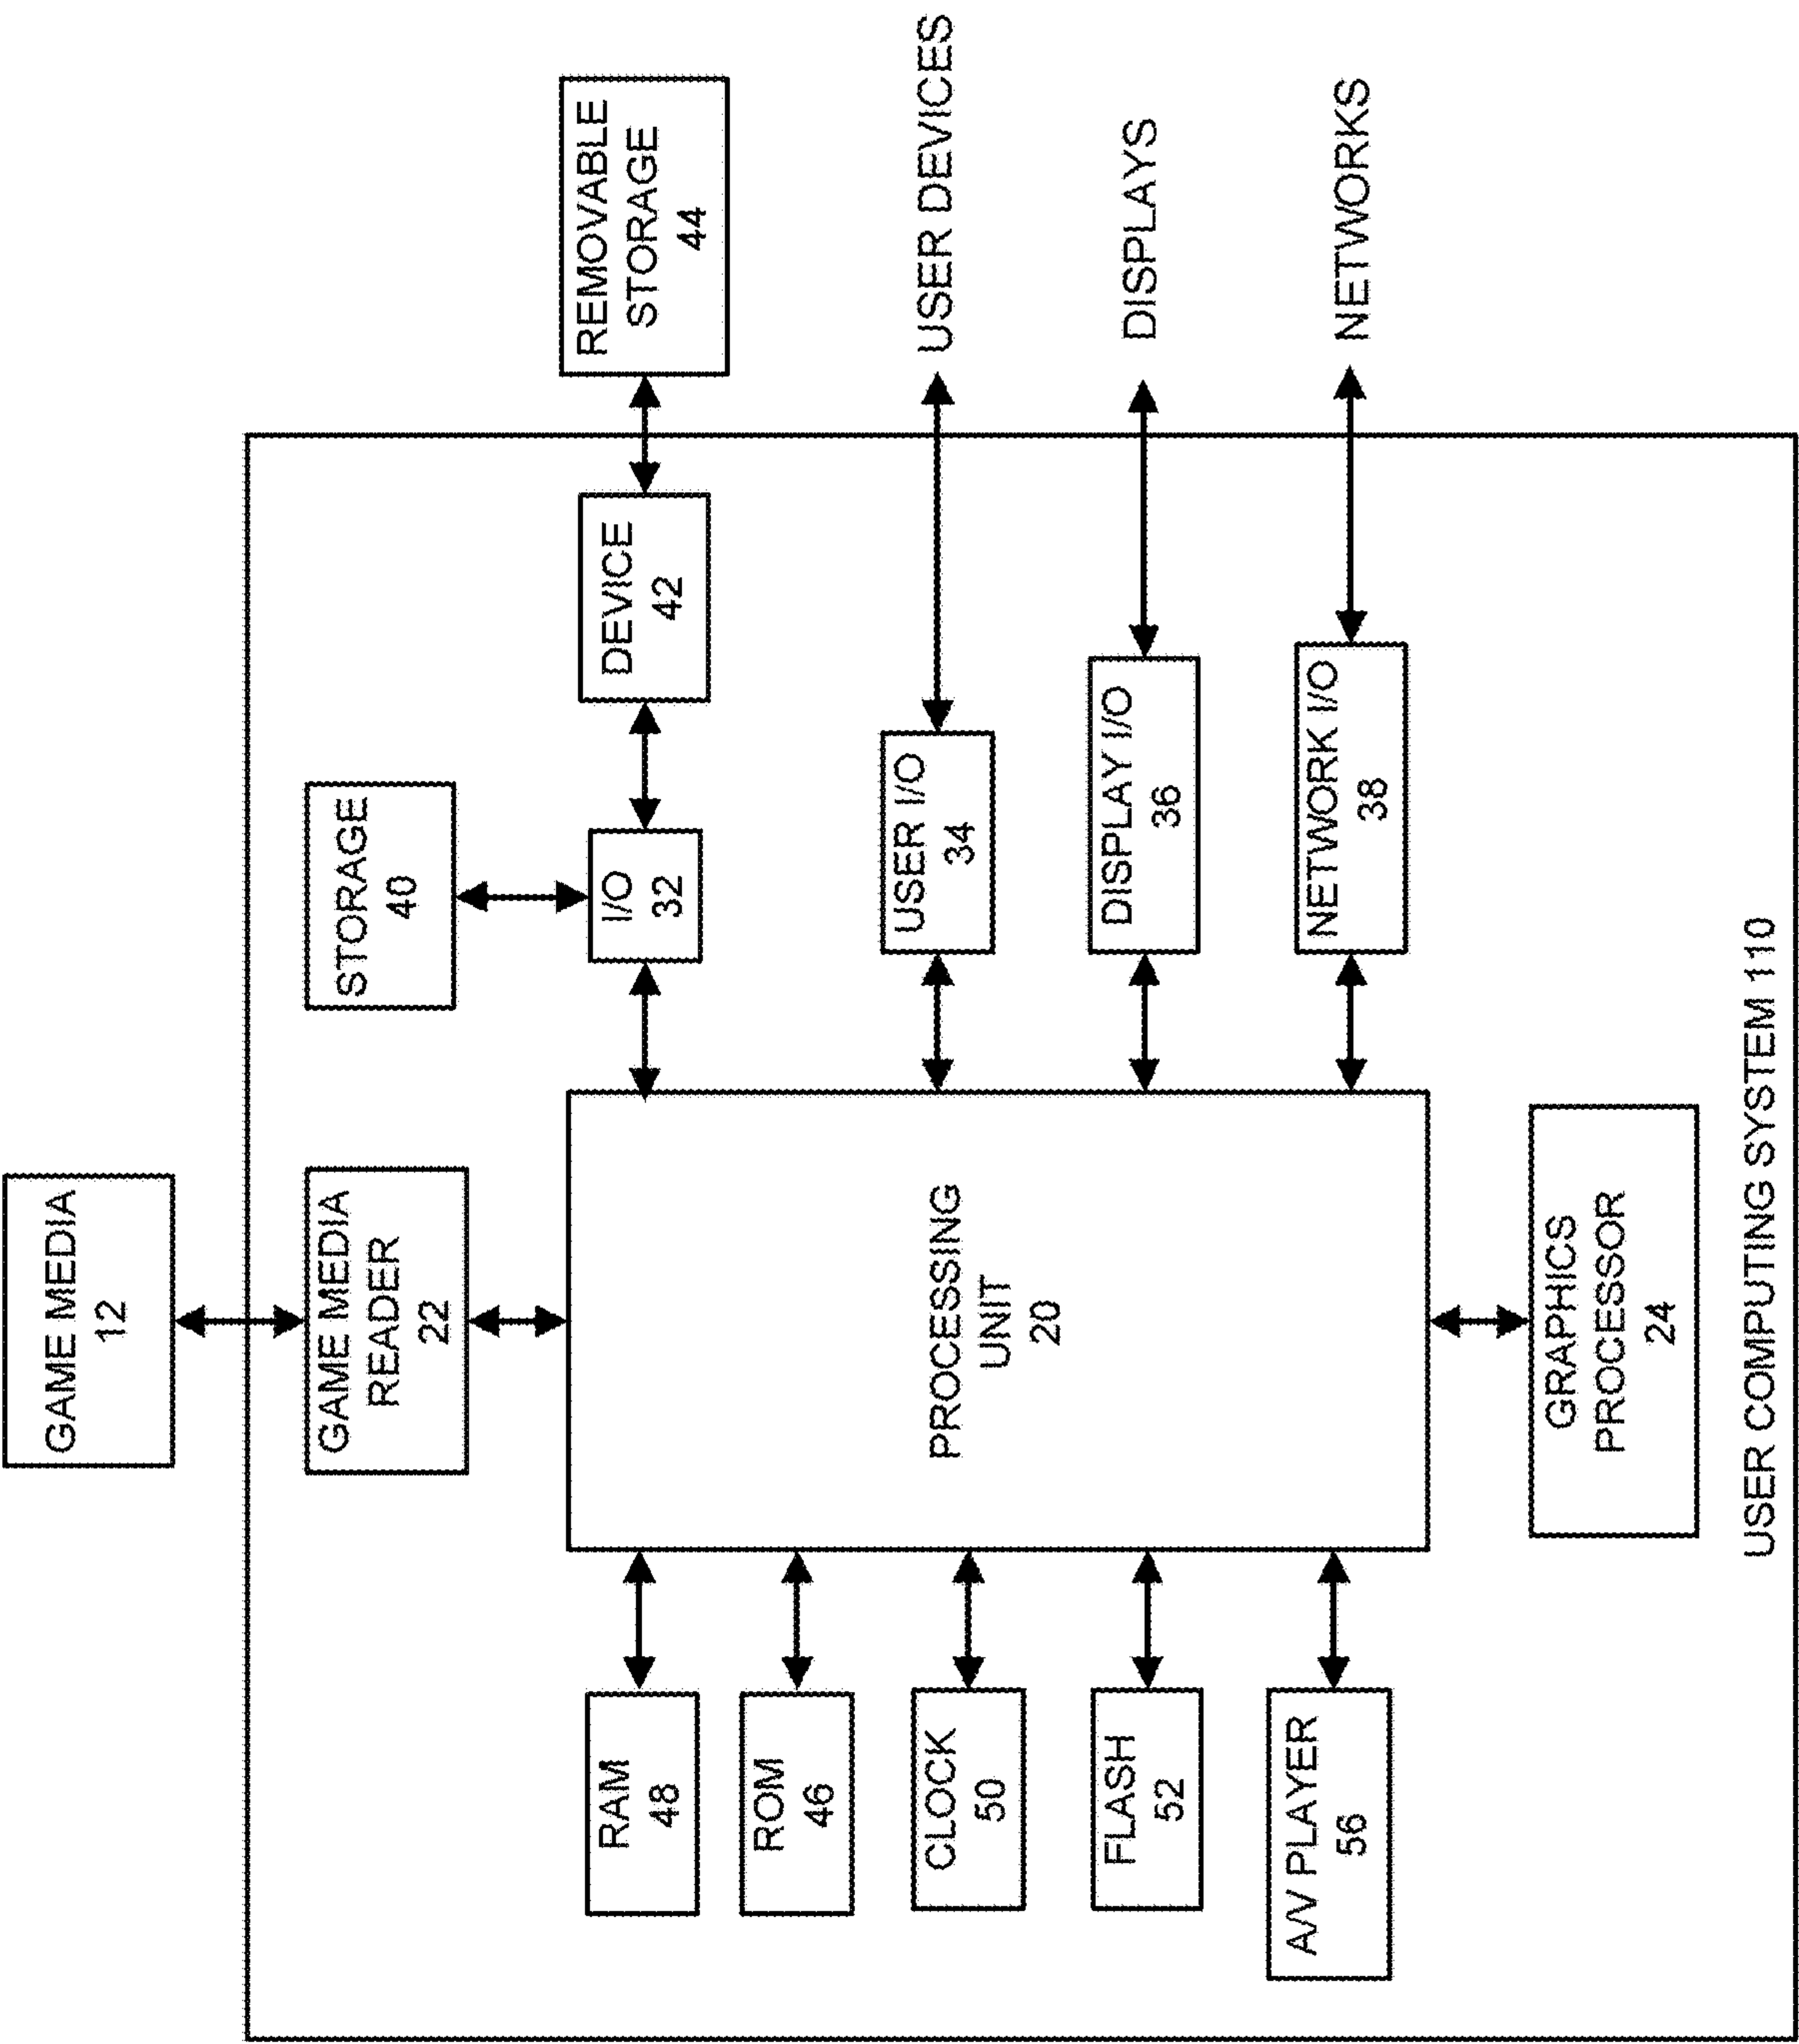 GAME MEDIA
12
GAME MEDIA
READER
22
STORAGE
40
REMOVABLE
STORAGE
44
DEVICE
42
I/O
32
RAM
48
ROM
46
CLOCK
50
FLASH
52
A/V PLAYER
56
PROCESSING
UNIT
20
USER I/O
34
USER DEVICES
DISPLAY I/O
36
DISPLAYS
NETWORK I/O
38
NETWORKS
GRAPHICS
PROCESSOR
24
USER COMPUTING SYSTEM 110